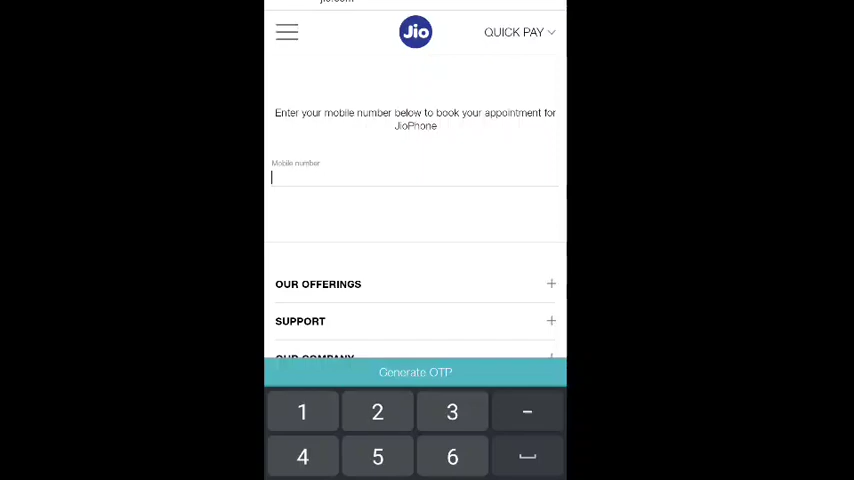 jio.com
Jio
QUICK PAY
Enter your mobile number below to book your appointment for
JioPhone
Mobile number
OUR OFFERINGS
SUPPORT
OUR COMPANY
Generate OTP
1 2 3 -
4 5 6